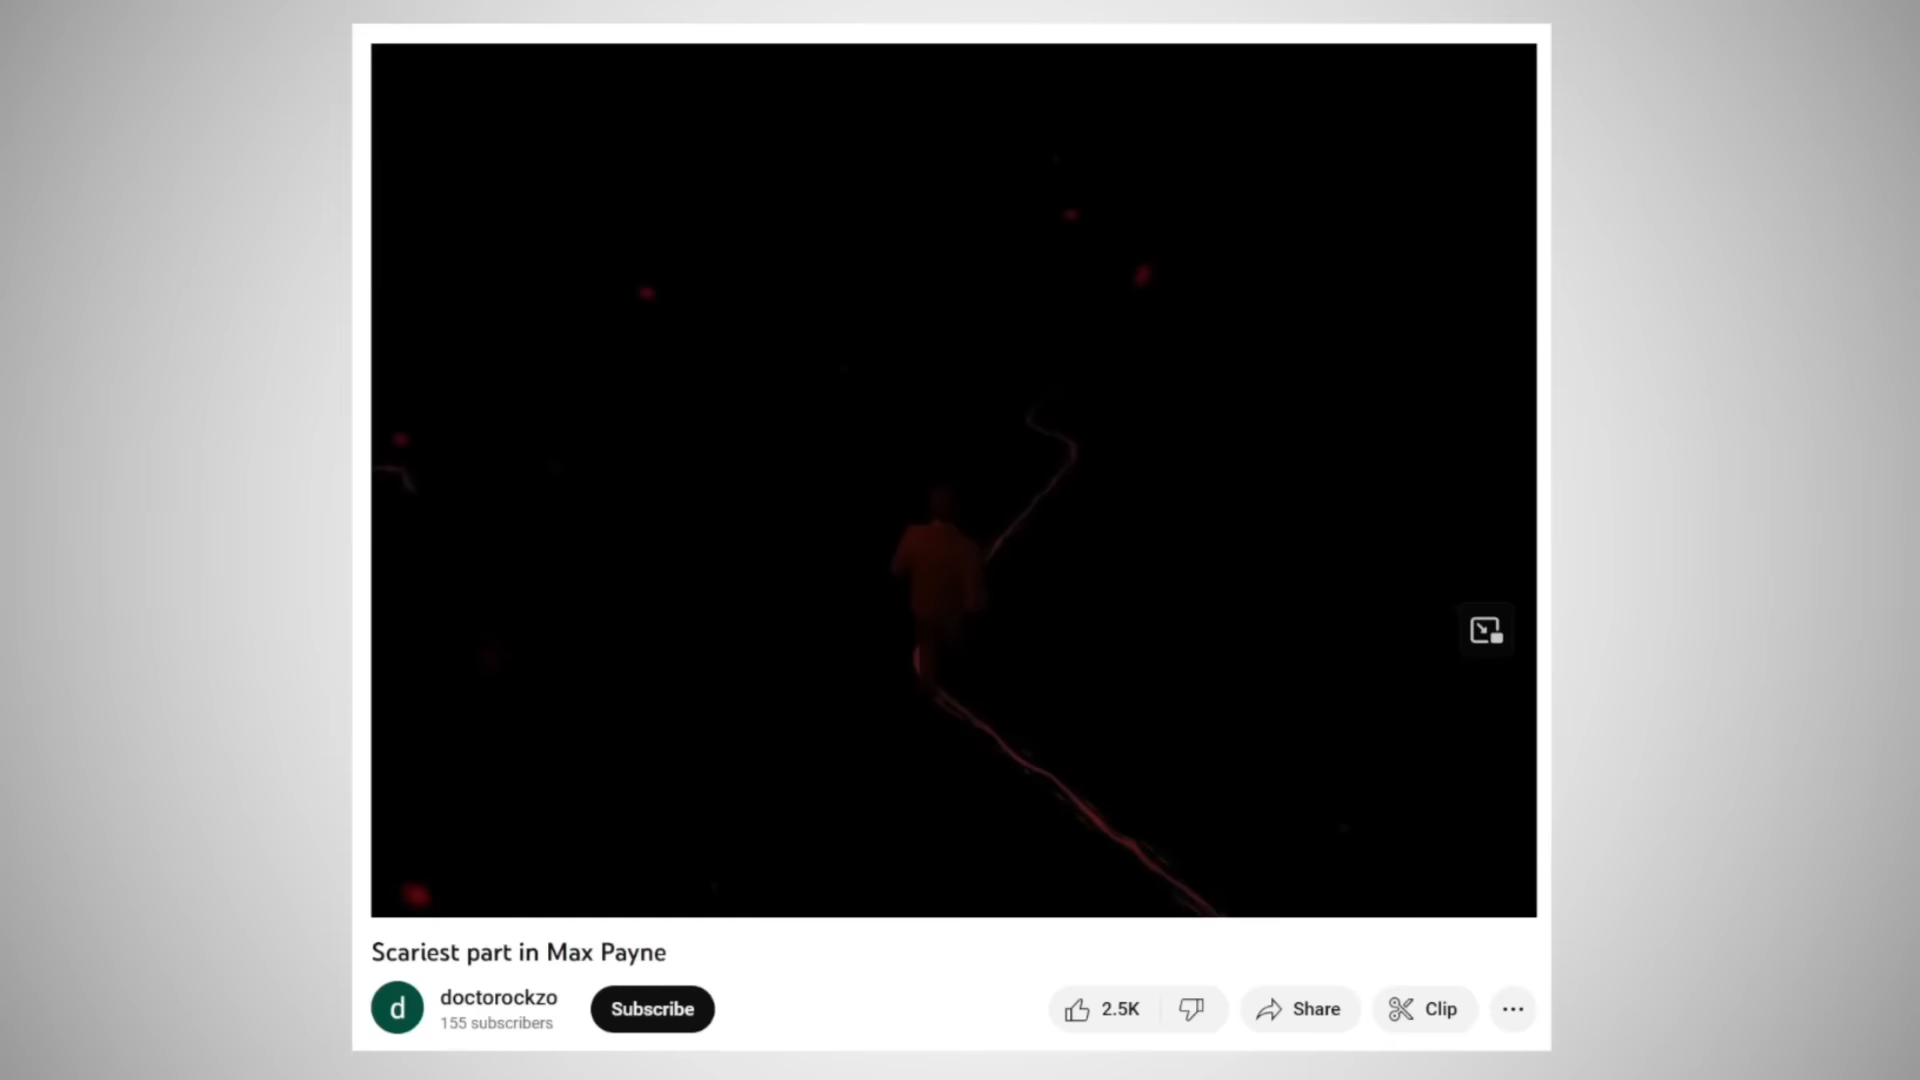 Scariest part in Max Payne
d
doctorockzo
155 subscribers
Subscribe
2.5K
Share
Clip